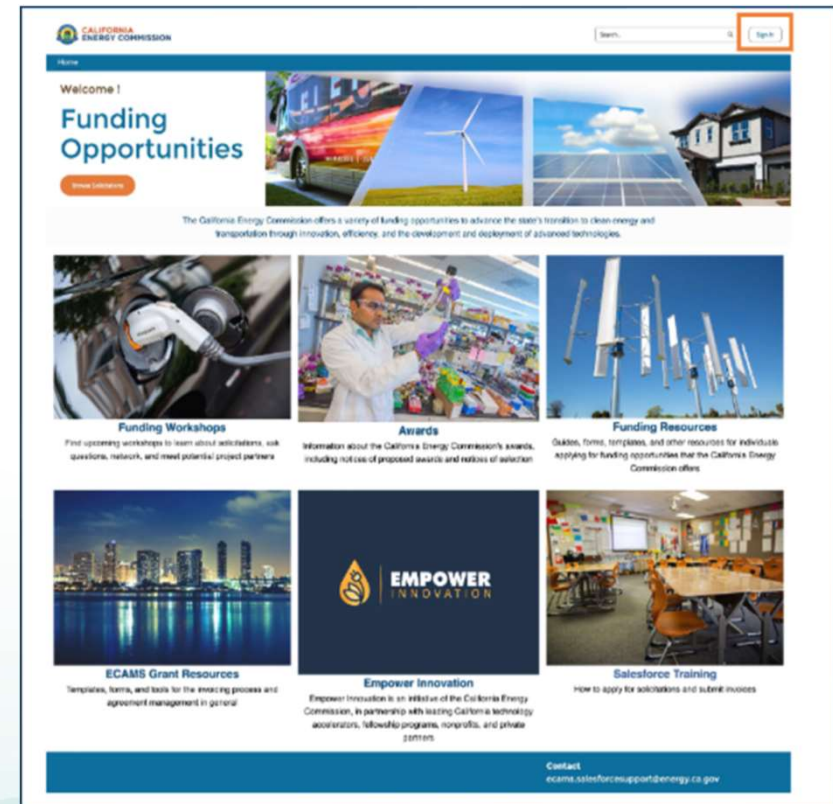 CALIFORNIA
ENERGY COMMISSION
Search...
Sign In
Home
Welcome !
Funding
Opportunities
Browse Solicitations
The California Energy Commission offers a variety of funding opportunities to advance the state's transition to clean energy and
transportation through innovation, efficiency, and the development and deployment of advanced technologies.
Funding Workshops
Find upcoming workshops to learn about solicitations, ask
questions, network, and meet potential project partners
Awards
Information about the California Energy Commission's awards,
including notices of proposed awards and notices of selection
Funding Resources
Guides, forms, templates, and other resources for individuals
applying for funding opportunities that the California Energy
Commission offers
EMPOWER
INNOVATION
ECAMS Grant Resources
Templates, forms, and tools for the invoicing process and
agreement management in general
Empower Innovation
Empower Innovation is an initiative of the California Energy
Commission, in partnership with leading California technology
accelerators, fellowship programs, nonprofits, and private
partners
Salesforce Training
How to apply for solicitations and submit invoices
Contact
ecams.salesforcesupport@energy.ca.gov